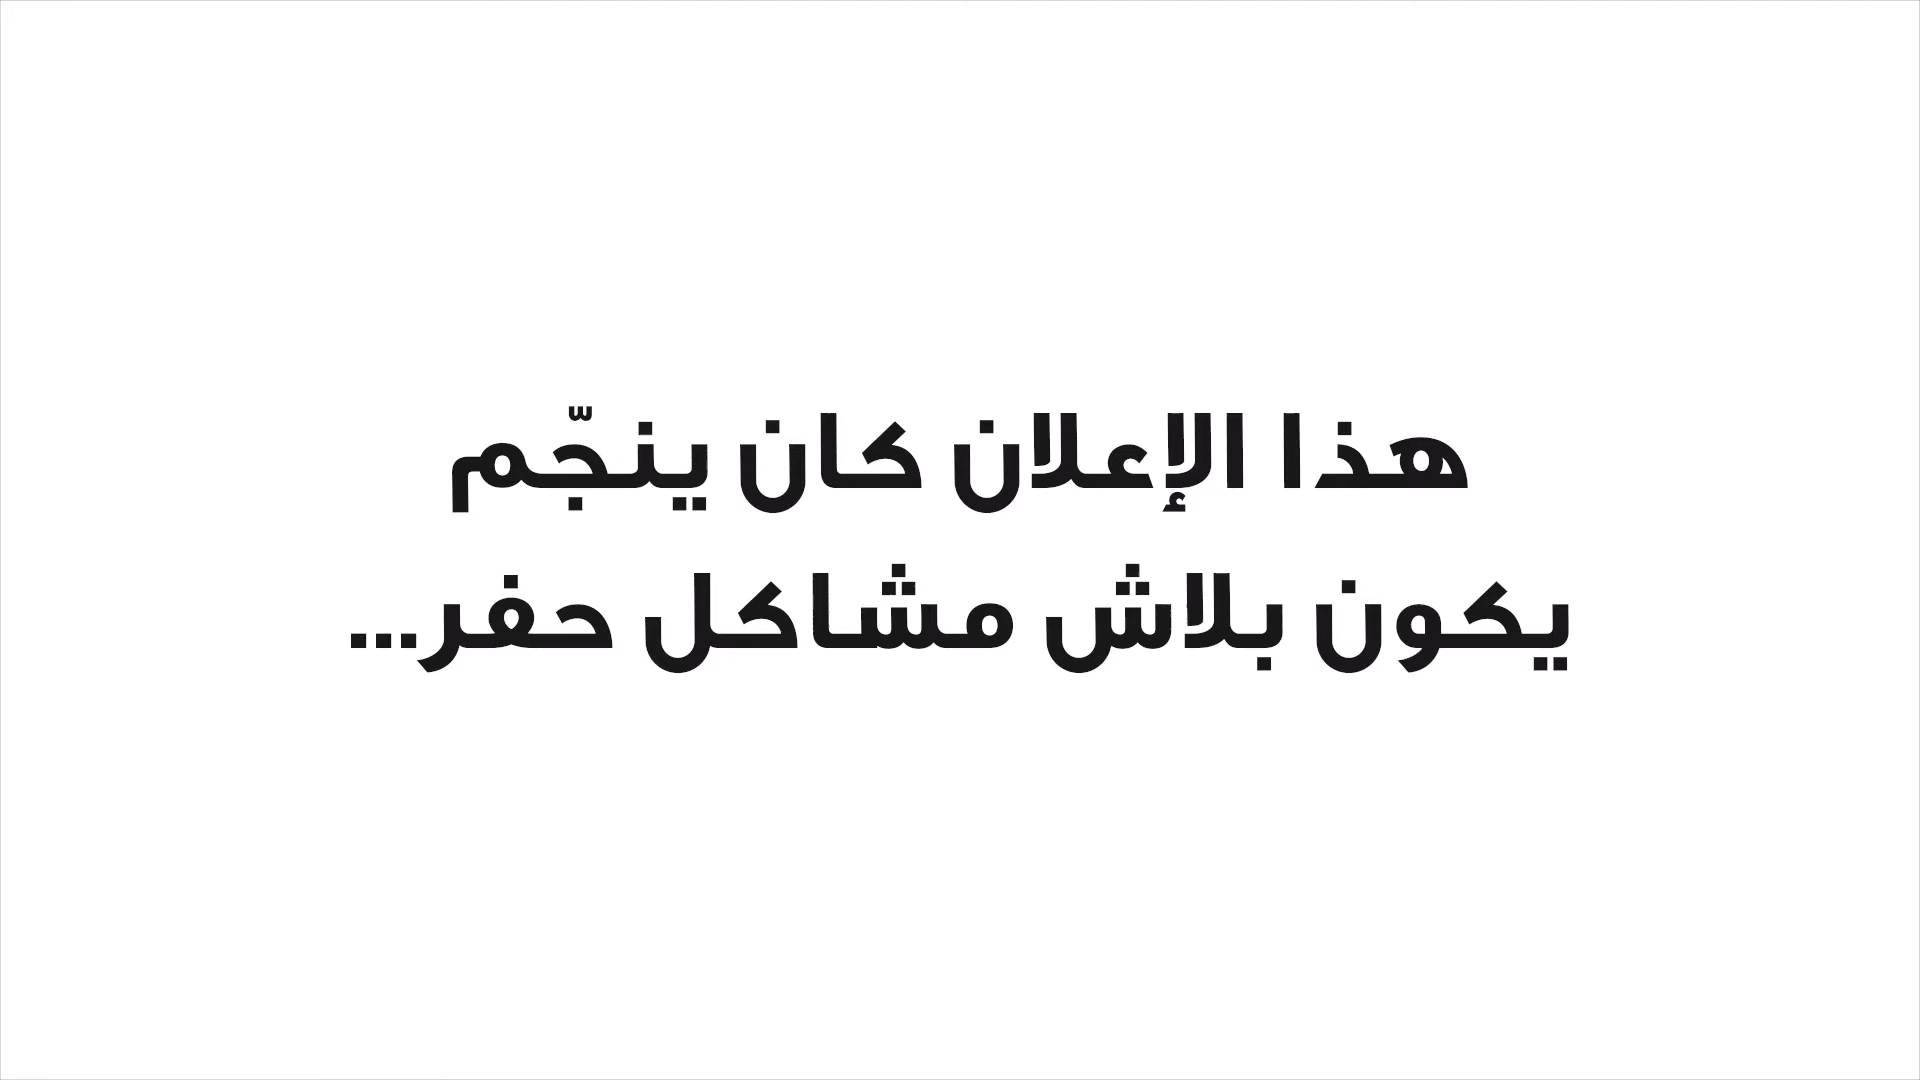 هذا الإعلان كان ينجّم
يكون بلاش مشاكل حفر...